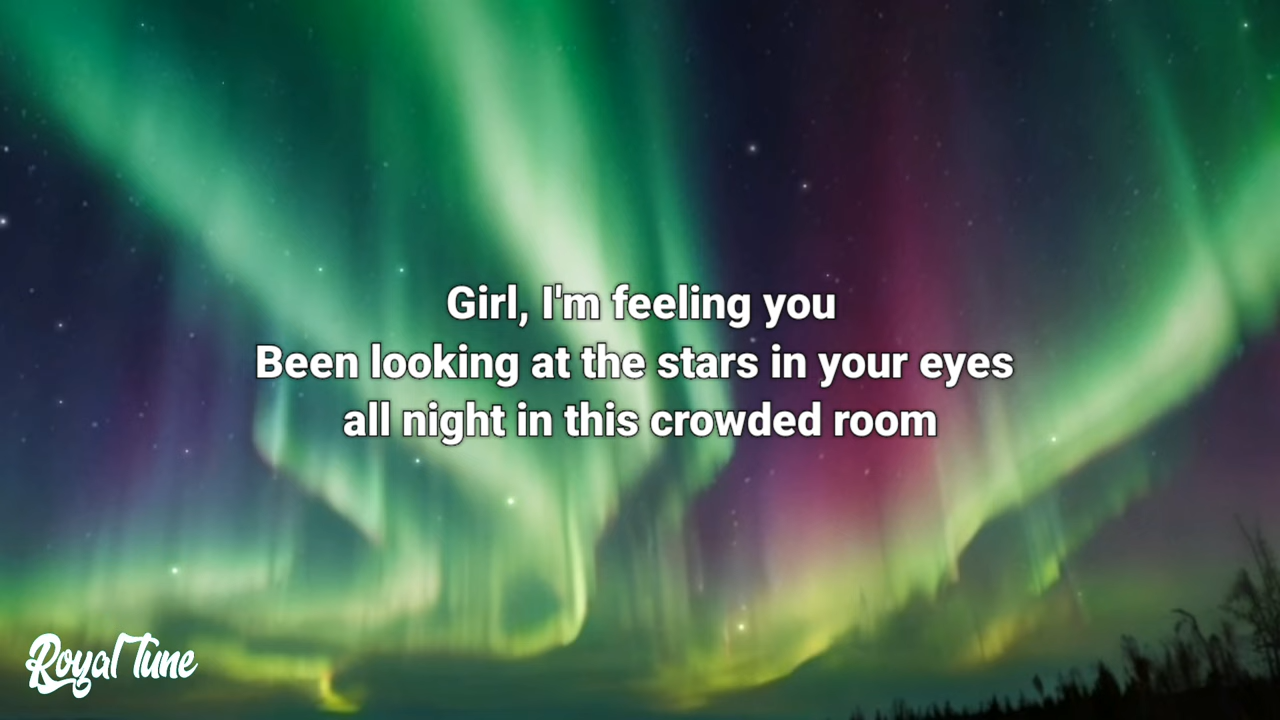 Girl, I'm feeling you
Been looking at the stars in your eyes
all night in this crowded room
Royal Tune